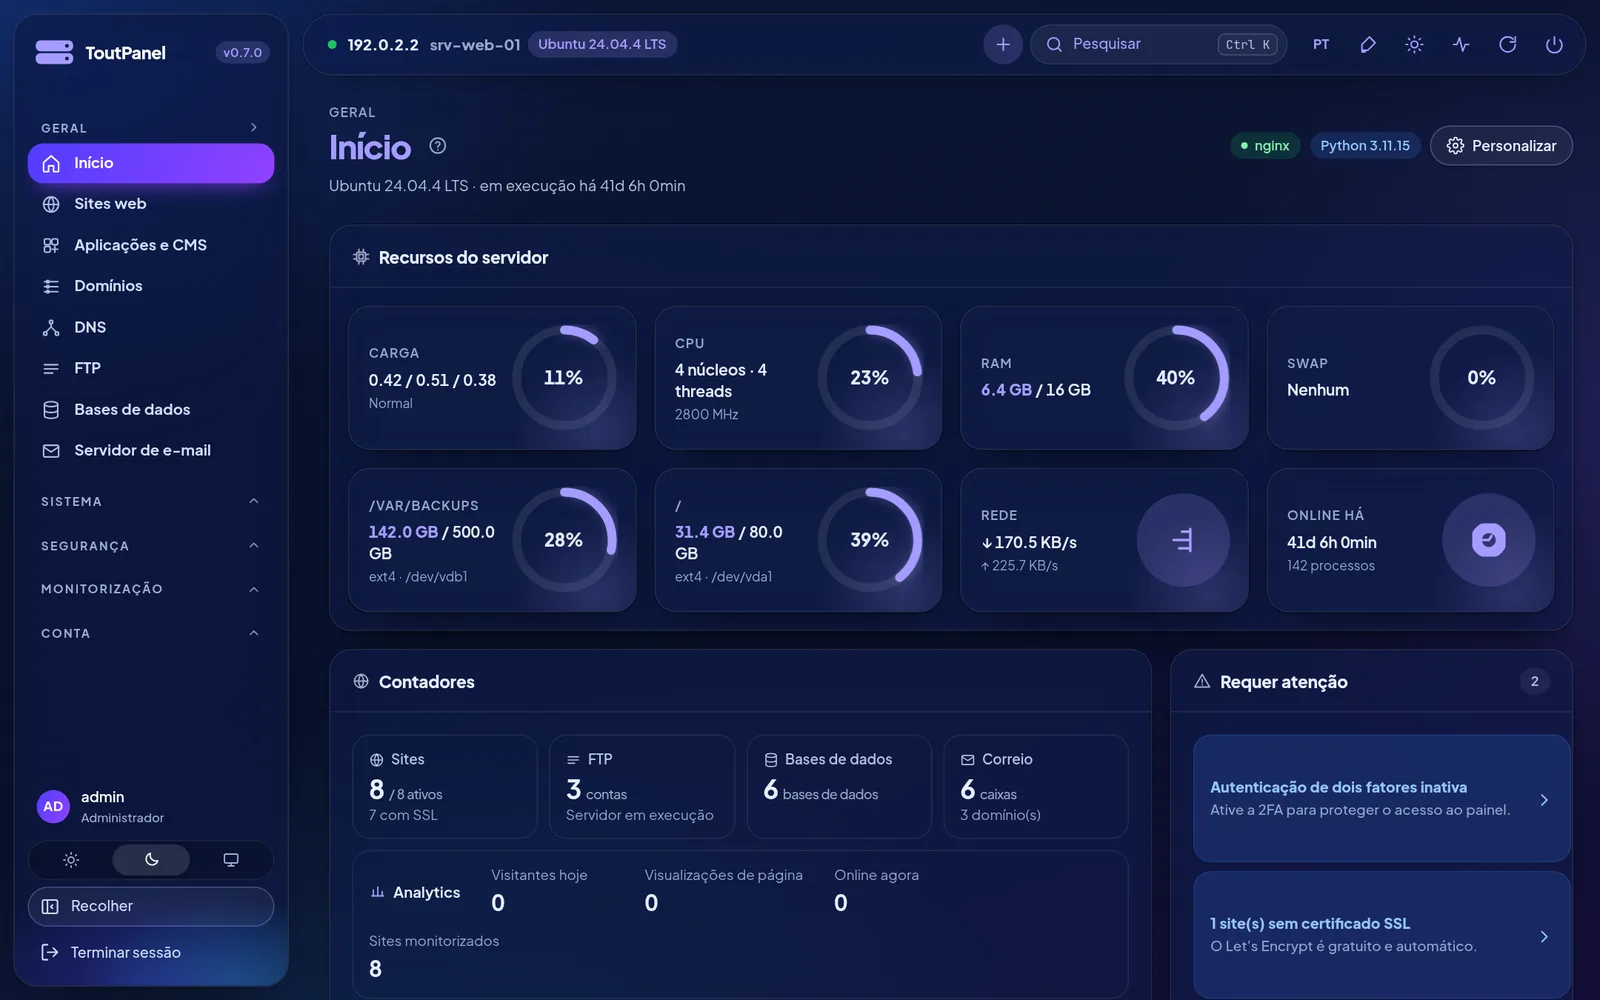 ToutPanel
v0.7.0
GERAL
Início
Sites web
Aplicações e CMS
Domínios
DNS
FTP
Bases de dados
Servidor de e-mail
SISTEMA
SEGURANÇA
MONITORIZAÇÃO
CONTA
AD
admin
Administrador
Recolher
Terminar sessão
192.0.2.2 srv-web-01 Ubuntu 24.04.4 LTS
Pesquisar Ctrl K
PT
GERAL
Início
Ubuntu 24.04.4 LTS · em execução há 41d 6h 0min
nginx
Python 3.11.15
Personalizar
Recursos do servidor
CARGA
0.42 / 0.51 / 0.38
Normal
11%
CPU
4 núcleos · 4
threads
2800 MHz
23%
RAM
6.4 GB / 16 GB
40%
SWAP
Nenhum
0%
/VAR/BACKUPS
142.0 GB / 500.0
GB
ext4 · /dev/vdb1
28%
/
31.4 GB / 80.0
GB
ext4 · /dev/vda1
39%
REDE
↓ 170.5 KB/s
↑ 225.7 KB/s
ONLINE HÁ
41d 6h 0min
142 processos
Contadores
Sites
8 / 8 ativos
7 com SSL
FTP
3 contas
Servidor em execução
Bases de dados
6 bases de dados
Correio
6 caixas
3 domínio(s)
Analytics
Visitantes hoje
0
Visualizações de página
0
Online agora
0
Sites monitorizados
8
Requer atenção
2
Autenticação de dois fatores inativa
Ative a 2FA para proteger o acesso ao painel.
1 site(s) sem certificado SSL
O Let's Encrypt é gratuito e automático.